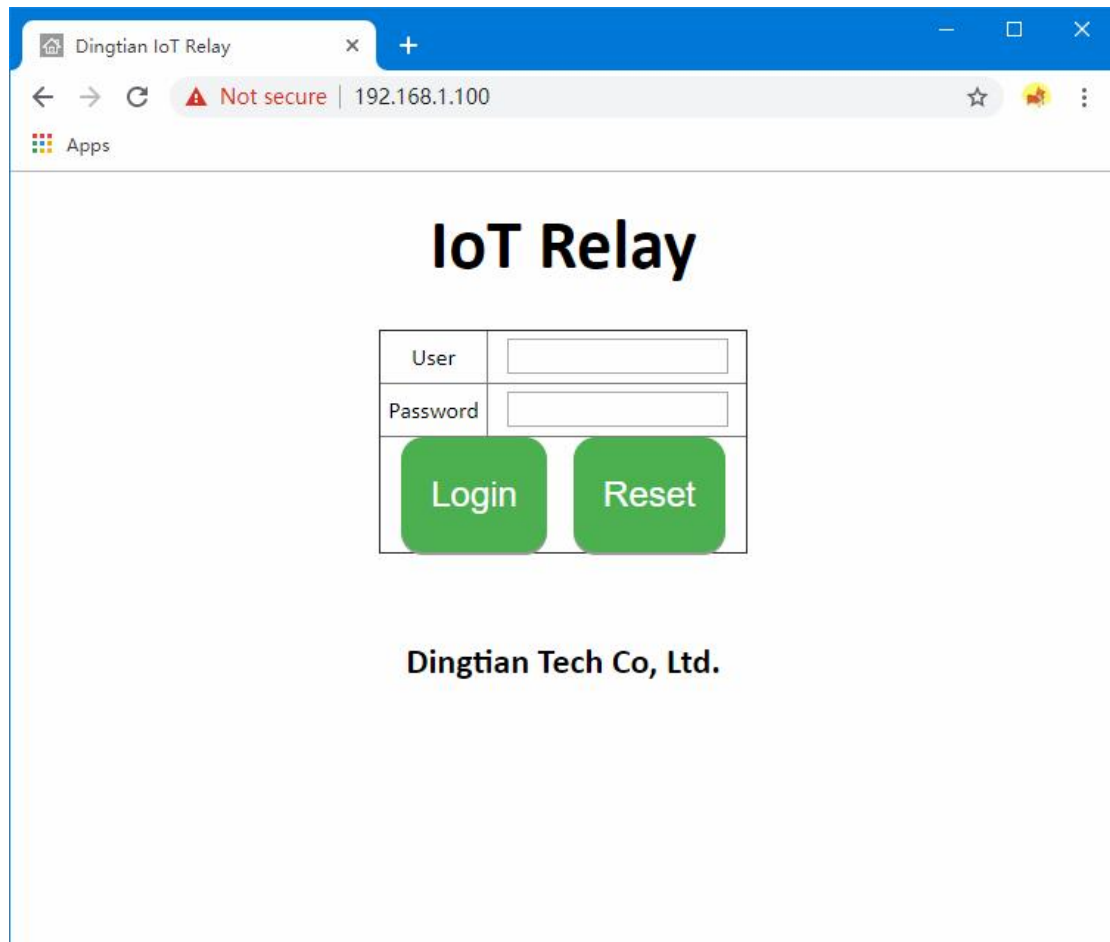 Dingtian IoT Relay
Not secure | 192.168.1.100
Apps
IoT Relay
User
Password
Login Reset
Dingtian Tech Co, Ltd.